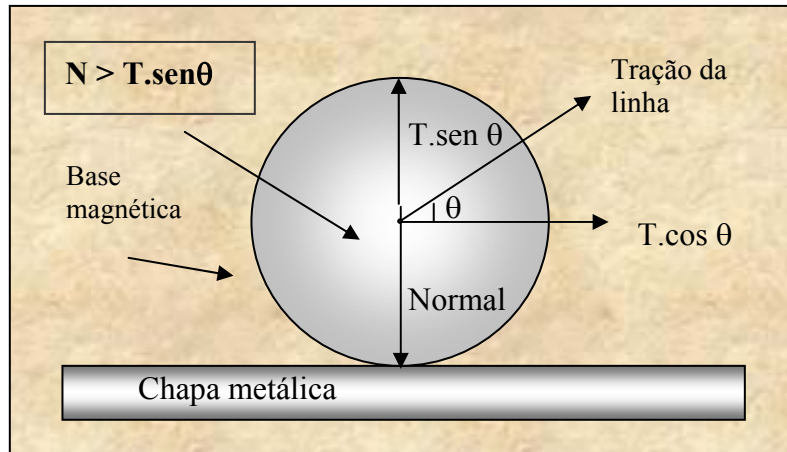 N > T.senθ
Tração da
linha
T.sen θ
Base
magnética
θ
T.cos θ
Normal
Chapa metálica